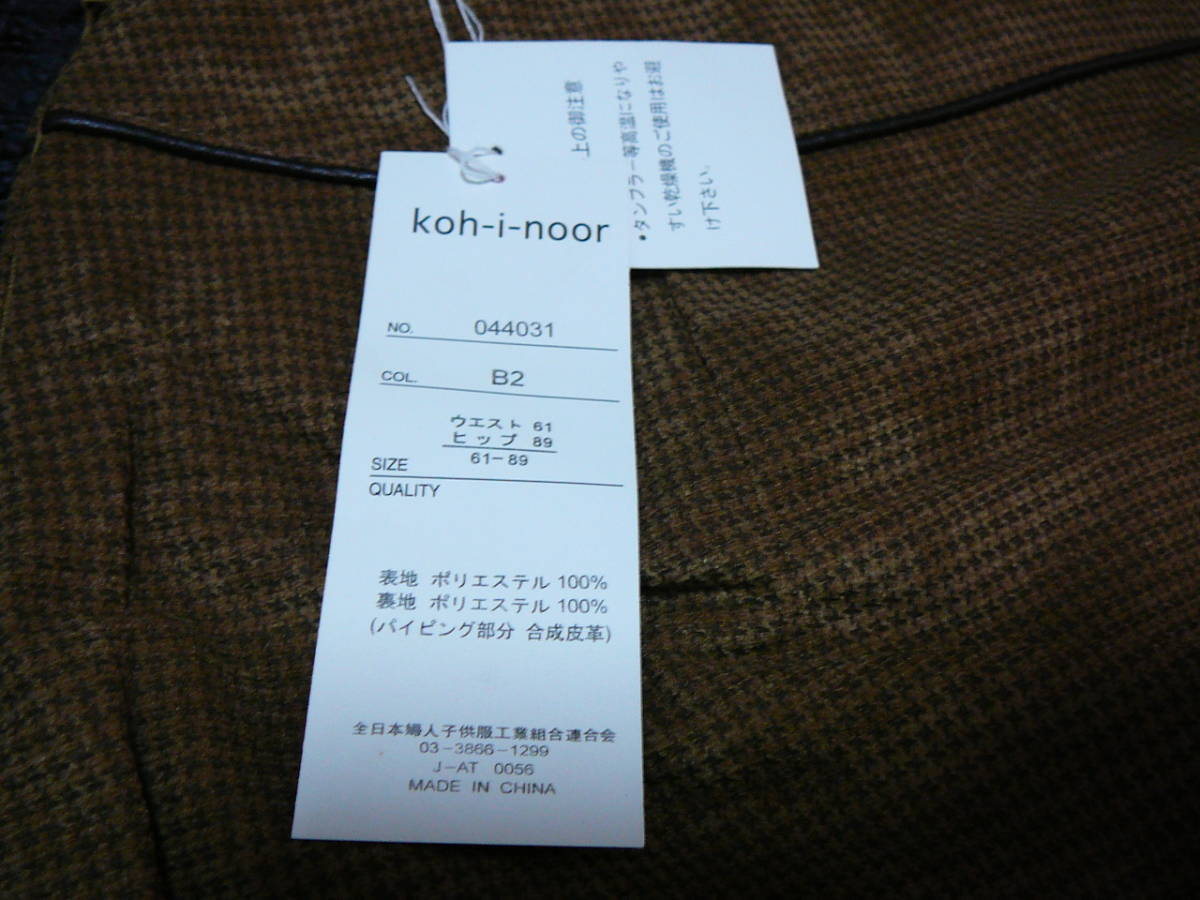 上の御注意
•タンブラー等高温になりや
すい乾燥機のご使用はお避
け下さい。
koh-i-noor
NO. 044031
COL. B2
ウエスト 61
ヒップ 89
SIZE 61-89
QUALITY
表地 ポリエステル 100%
裏地 ポリエステル 100%
(パイピング部分 合成皮革)
全日本婦人子供服工業組合連合会
03-3866-1299
J-AT 0056
MADE IN CHINA